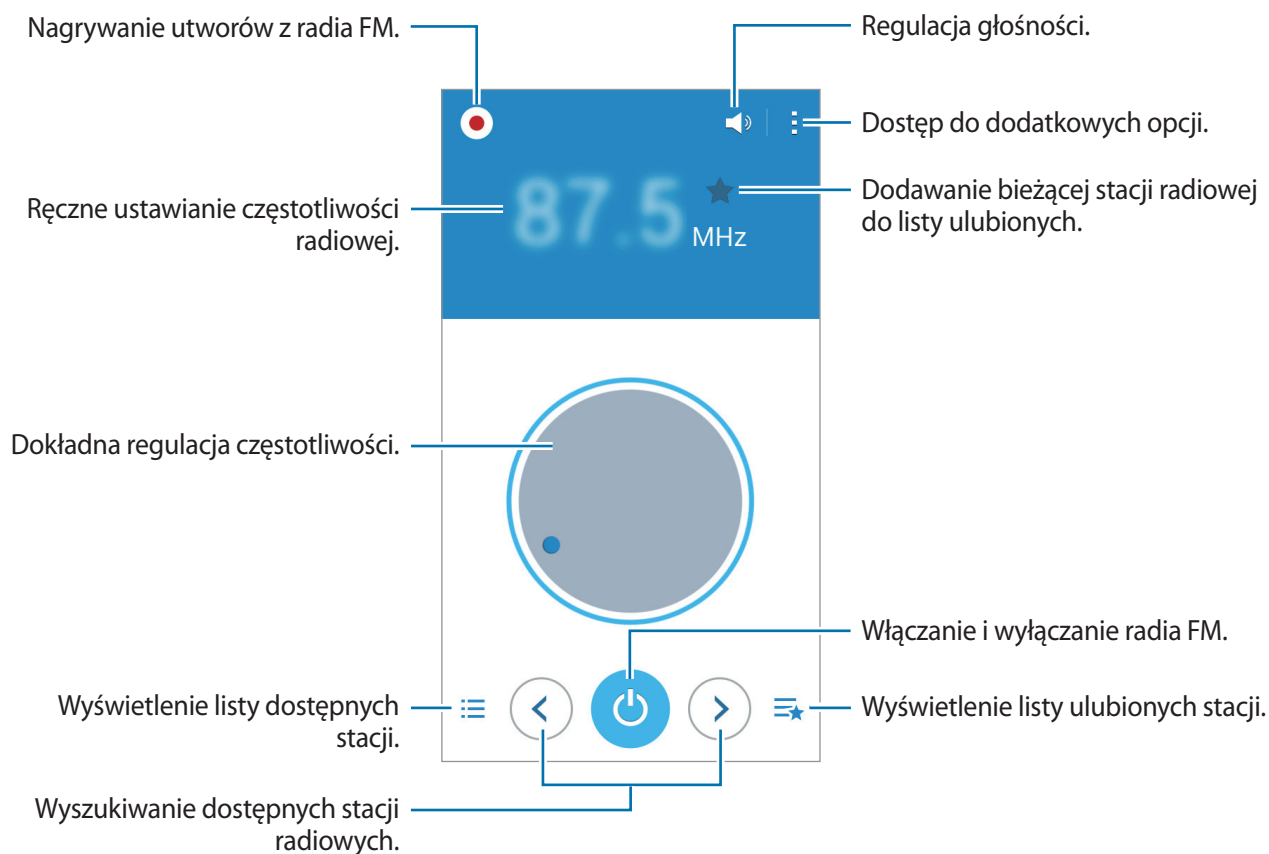 Nagrywanie utworów z radia FM.
Regulacja głośności.
Dostęp do dodatkowych opcji.
Ręczne ustawianie częstotliwości
radiowej.
87.5
MHz
Dodawanie bieżącej stacji radiowej
do listy ulubionych.
Dokładna regulacja częstotliwości.
Włączanie i wyłączanie radia FM.
Wyświetlenie listy dostępnych
stacji.
Wyświetlenie listy ulubionych stacji.
Wyszukiwanie dostępnych stacji
radiowych.